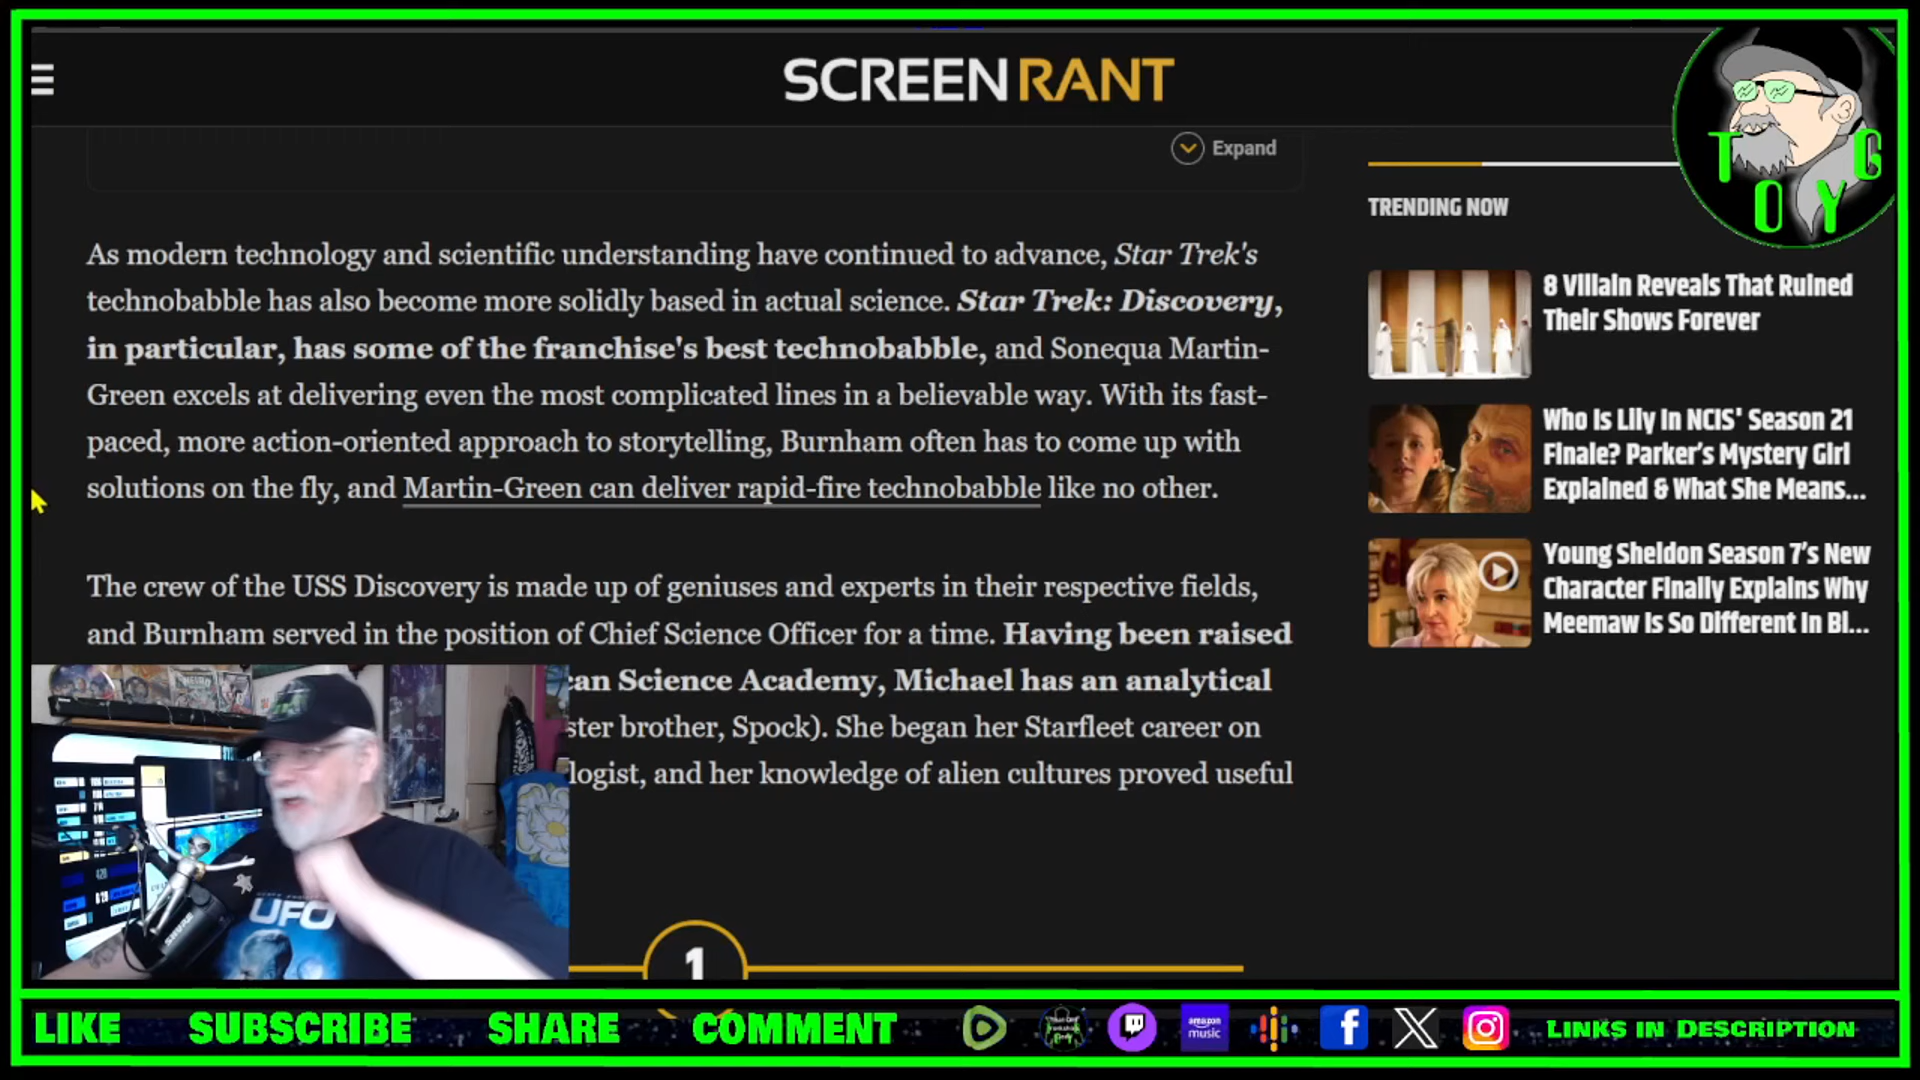 SCREENRANT
Expand
As modern technology and scientific understanding have continued to advance, Star Trek's
technobabble has also become more solidly based in actual science. Star Trek: Discovery,
in particular, has some of the franchise's best technobabble, and Sonequa Martin-
Green excels at delivering even the most complicated lines in a believable way. With its fast-
paced, more action-oriented approach to storytelling, Burnham often has to come up with
solutions on the fly, and Martin-Green can deliver rapid-fire technobabble like no other.
The crew of the USS Discovery is made up of geniuses and experts in their respective fields,
and Burnham served in the position of Chief Science Officer for a time. Having been raised
can Science Academy, Michael has an analytical
ster brother, Spock). She began her Starfleet career on
logist, and her knowledge of alien cultures proved useful
1
TRENDING NOW
8 Villain Reveals That Ruined
Their Shows Forever
Who Is Lily In NCIS' Season 21
Finale? Parker's Mystery Girl
Explained & What She Means...
Young Sheldon Season 7's New
Character Finally Explains Why
Meemaw Is So Different In BI...
T O Y G
UFO
SHURE
LIKE SUBSCRIBE SHARE COMMENT
amazon
music
LINKS IN DESCRIPTION